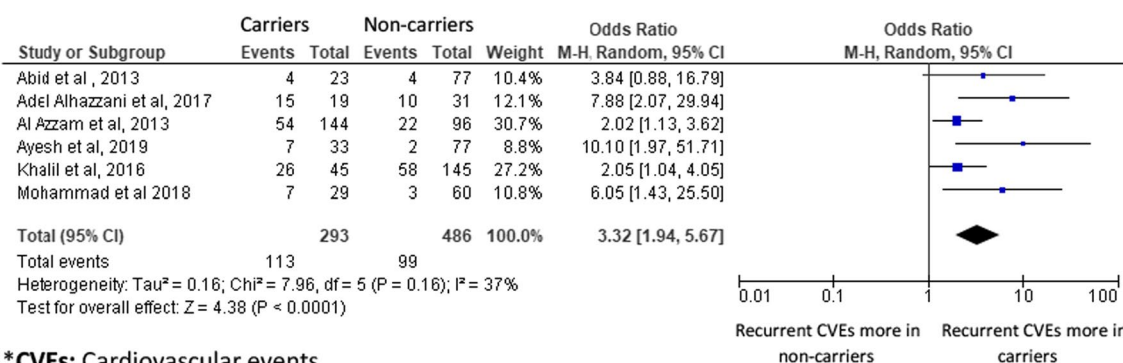 Carriers Non-carriers Odds Ratio Odds Ratio
Study or Subgroup Events Total Events Total Weight M-H, Random, 95% CI M-H, Random, 95% CI
Abid et al , 2013 4 23 4 77 10.4% 3.84 [0.88, 16.79]
Adel Alhazzani et al, 2017 15 19 10 31 12.1% 7.88 [2.07, 29.94]
Al Azzam et al, 2013 54 144 22 96 30.7% 2.02 [1.13, 3.62]
Ayesh et al, 2019 7 33 2 77 8.8% 10.10 [1.97, 51.71]
Khalil et al, 2016 26 45 58 145 27.2% 2.05 [1.04, 4.05]
Mohammad et al 2018 7 29 3 60 10.8% 6.05 [1.43, 25.50]
Total (95% CI) 293 486 100.0% 3.32 [1.94, 5.67]
Total events 113 99
Heterogeneity: Tau² = 0.16; Chi² = 7.96, df = 5 (P = 0.16); I² = 37%
Test for overall effect: Z = 4.38 (P < 0.0001)
0.01 0.1 1 10 100
Recurrent CVEs more in Recurrent CVEs more in
non-carriers carriers
*CVEs: Cardiovascular events